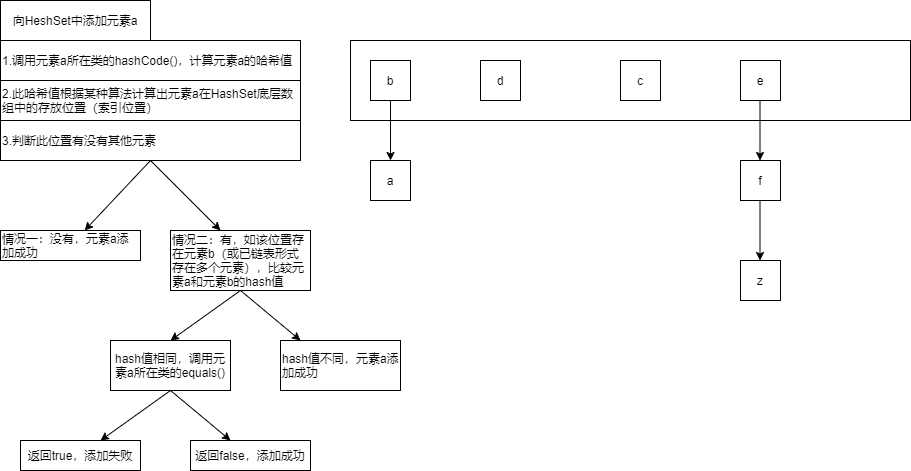 向HeshSet中添加元素a
1.调用元素a所在类的hashCode()，计算元素a的哈希值
2.此哈希值根据某种算法计算出元素a在HashSet底层数
组中的存放位置（索引位置）
3.判断此位置有没有其他元素
情况一：没有，元素a添
加成功
情况二：有，如该位置存
在元素b（或已链表形式
存在多个元素），比较元
素a和元素b的hash值
hash值相同，调用元
素a所在类的equals()
hash值不同，元素a添
加成功
返回true，添加失败
返回false，添加成功
b
d
c
e
a
f
z